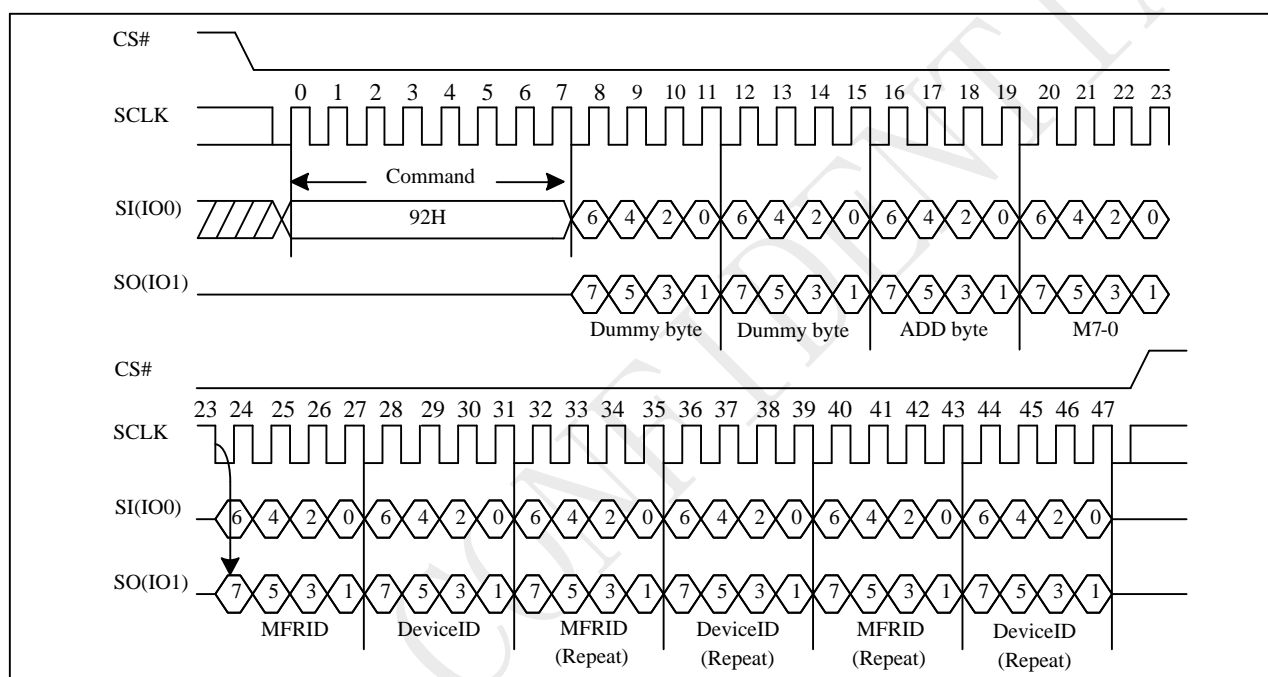 CS#
0 1 2 3 4 5 6 7 8 9 10 11 12 13 14 15 16 17 18 19 20 21 22 23
SCLK
Command
SI(IO0)
92H
6 4 2 0 6 4 2 0 6 4 2 0 6 4 2 0
SO(IO1)
7 5 3 1 7 5 3 1 7 5 3 1 7 5 3 1
Dummy byte Dummy byte ADD byte M7-0
CS#
23 24 25 26 27 28 29 30 31 32 33 34 35 36 37 38 39 40 41 42 43 44 45 46 47
SCLK
SI(IO0)
6 4 2 0 6 4 2 0 6 4 2 0 6 4 2 0 6 4 2 0 6 4 2 0
SO(IO1)
7 5 3 1 7 5 3 1 7 5 3 1 7 5 3 1 7 5 3 1 7 5 3 1
MFRID DeviceID MFRID DeviceID MFRID DeviceID
(Repeat) (Repeat) (Repeat) (Repeat)
CONFIDENTIA